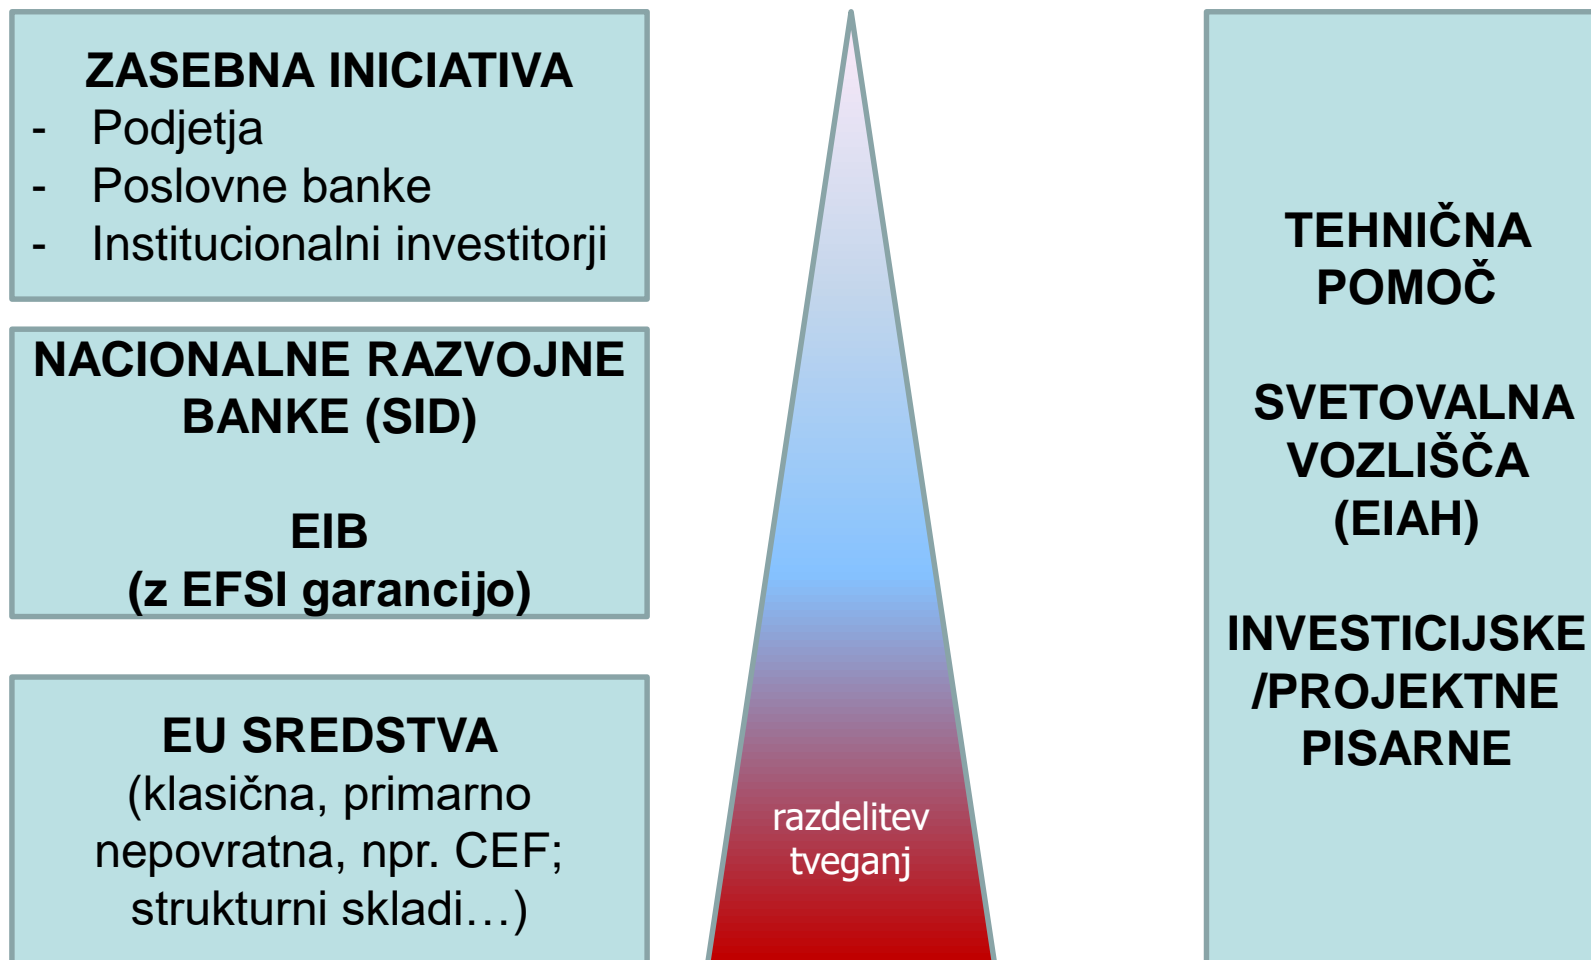 ZASEBNA INICIATIVA
- Podjetja
- Poslovne banke
- Institucionalni investitorji
NACIONALNE RAZVOJNE
BANKE (SID)
EIB
(z EFSI garancijo)
EU SREDSTVA
(klasična, primarno
nepovratna, npr. CEF;
strukturni skladi…)
razdelitev
tveganj
TEHNIČNA
POMOČ
SVETOVALNA
VOZLIŠČA
(EIAH)
INVESTICIJSKE
/PROJEKTNE
PISARNE